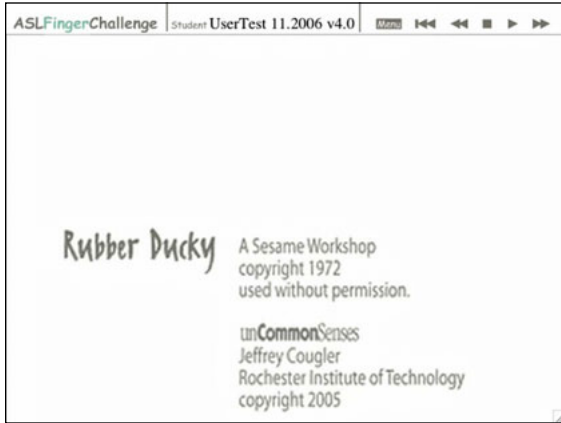 ASLFingerChallenge Student UserTest 11.2006 v4.0 Menu
Rubber Ducky
A Sesame Workshop
copyright 1972
used without permission.
unCommonSenses
Jeffrey Cougler
Rochester Institute of Technology
copyright 2005